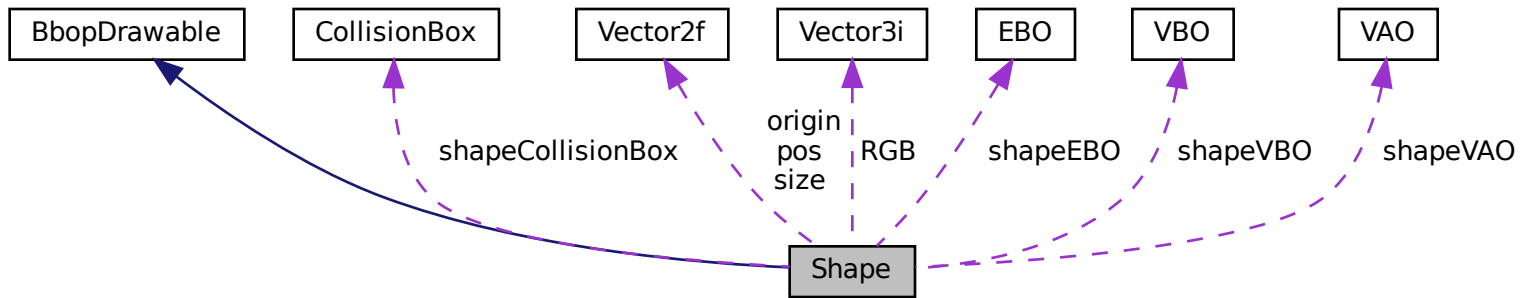 BbopDrawable
CollisionBox
Vector2f
Vector3i
EBO
VBO
VAO
shapeCollisionBox
origin
pos
size
RGB
shapeEBO
shapeVBO
shapeVAO
Shape